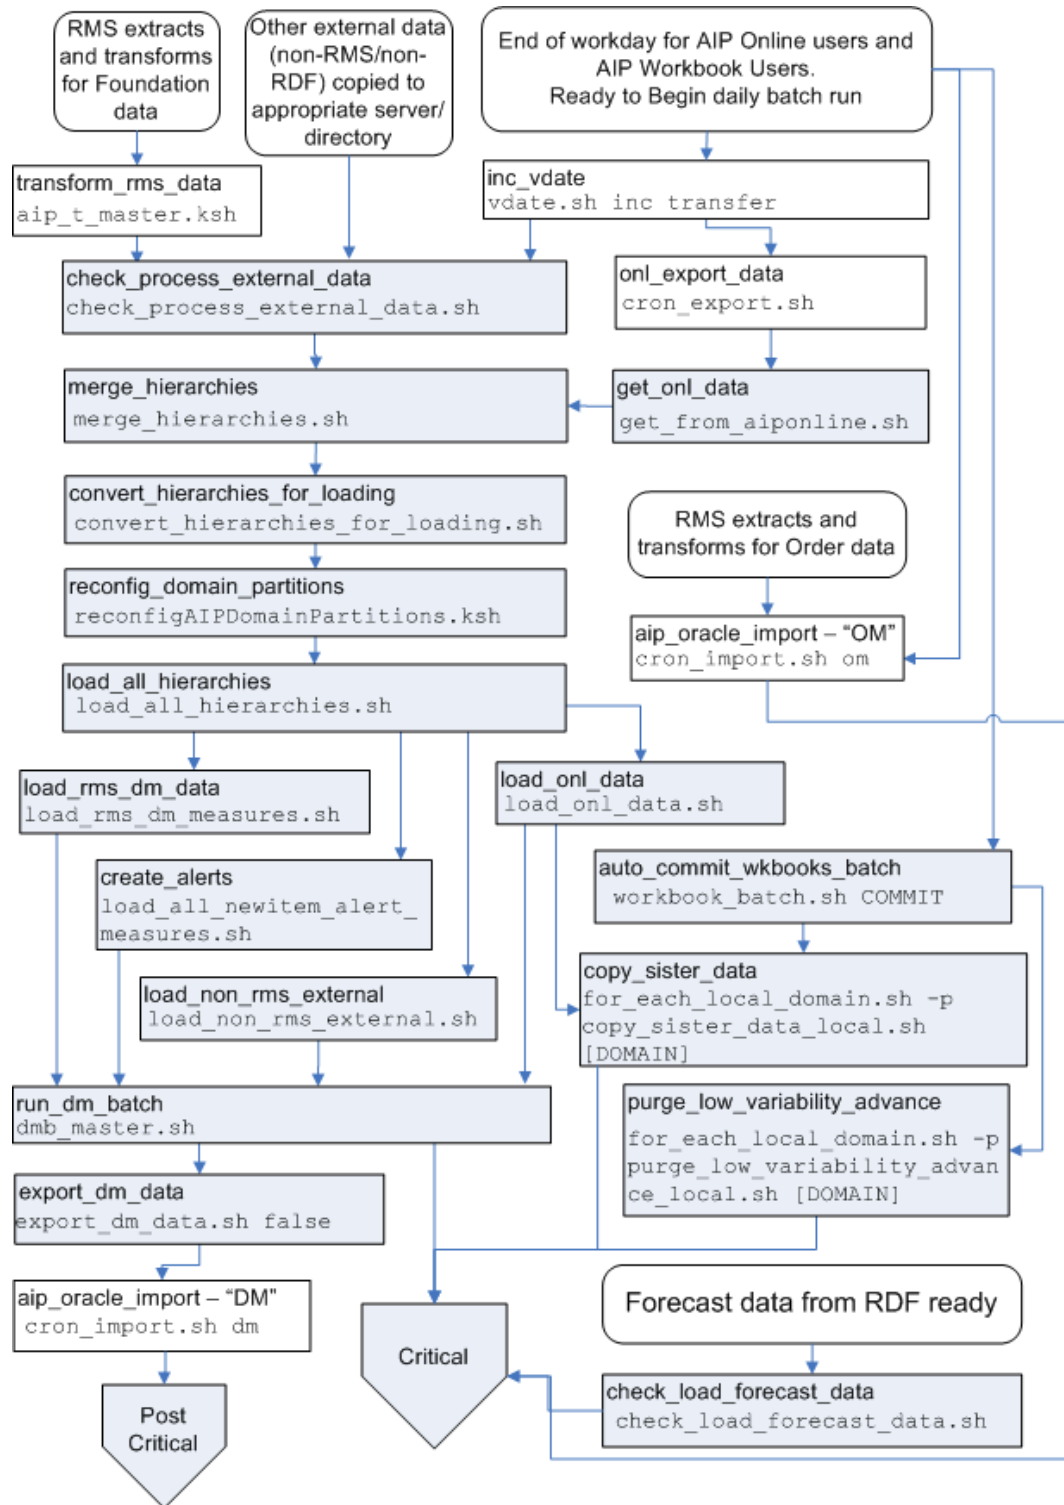 RMS extracts
and transforms
for Foundation
data
Other external data
(non-RMS/non-
RDF) copied to
appropriate server/
directory
End of workday for AIP Online users and
AIP Workbook Users.
Ready to Begin daily batch run
transform_rms_data
aip_t_master.ksh
inc_vdate
vdate.sh inc transfer
check_process_external_data
check_process_external_data.sh
onl_export_data
cron_export.sh
merge_hierarchies
merge_hierarchies.sh
get_onl_data
get_from_aiponline.sh
convert_hierarchies_for_loading
convert_hierarchies_for_loading.sh
RMS extracts and
transforms for Order data
reconfig_domain_partitions
reconfigAIPDomainPartitions.ksh
aip_oracle_import – “OM”
cron_import.sh om
load_all_hierarchies
load_all_hierarchies.sh
load_rms_dm_data
load_rms_dm_measures.sh
load_onl_data
load_onl_data.sh
create_alerts
load_all_newitem_alert_
measures.sh
auto_commit_wkbooks_batch
workbook_batch.sh COMMIT
copy_sister_data
for_each_local_domain.sh -p
copy_sister_data_local.sh
[DOMAIN]
load_non_rms_external
load_non_rms_external.sh
run_dm_batch
dmb_master.sh
purge_low_variability_advance
for_each_local_domain.sh -p
purge_low_variability_advan
ce_local.sh [DOMAIN]
export_dm_data
export_dm_data.sh false
aip_oracle_import – “DM”
cron_import.sh dm
Forecast data from RDF ready
Critical
check_load_forecast_data
check_load_forecast_data.sh
Post
Critical